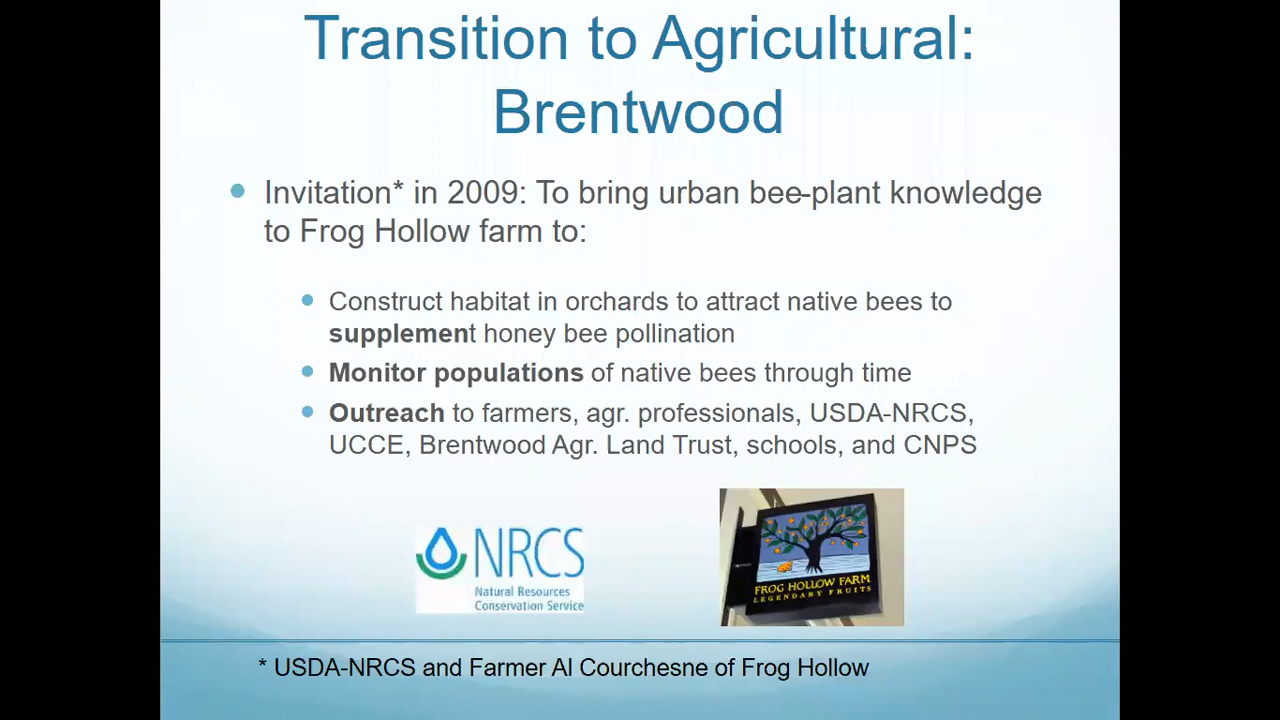 Transition to Agricultural:
Brentwood
Invitation* in 2009: To bring urban bee-plant knowledge
to Frog Hollow farm to:
Construct habitat in orchards to attract native bees to
supplement honey bee pollination
Monitor populations of native bees through time
Outreach to farmers, agr. professionals, USDA-NRCS,
UCCE, Brentwood Agr. Land Trust, schools, and CNPS
NRCS
Natural Resources
Conservation Service
FROG HOLLOW FARM
LEGENDARY FRUITS
* USDA-NRCS and Farmer Al Courchesne of Frog Hollow